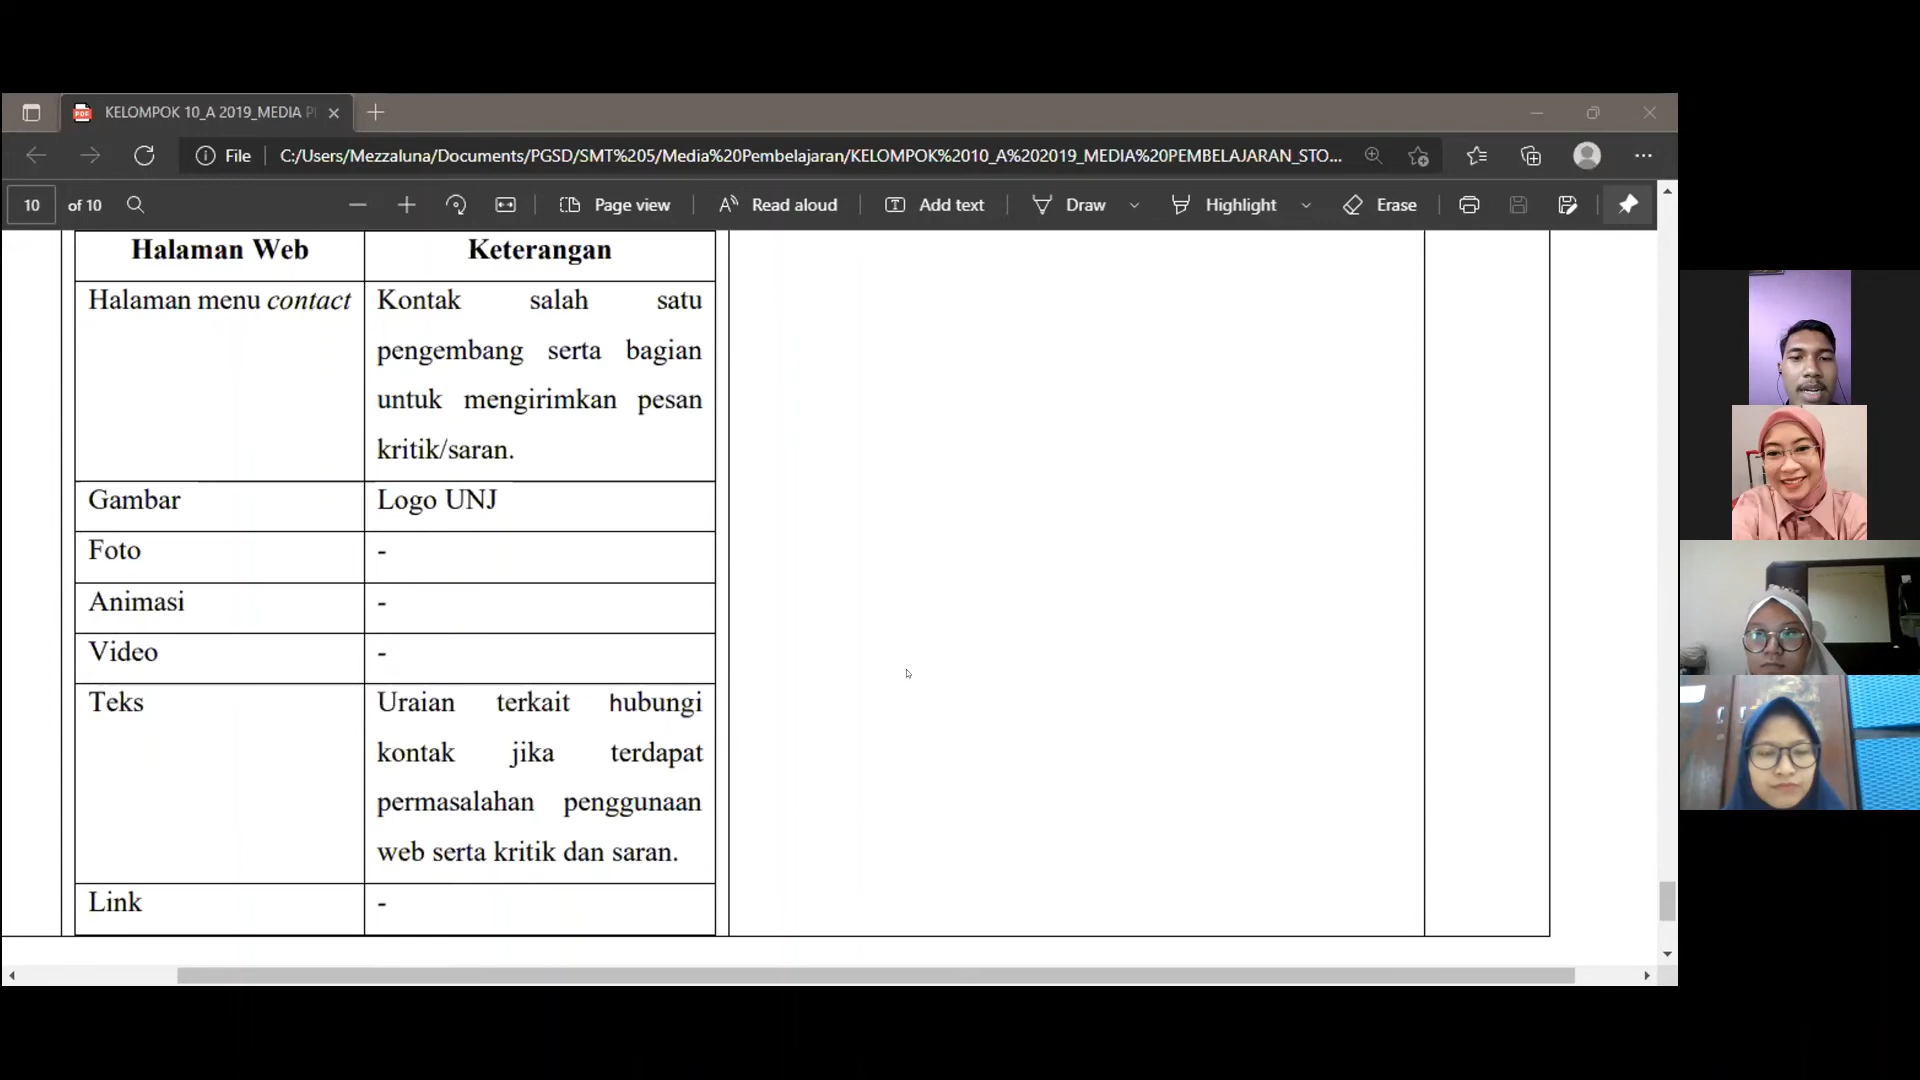 KELOMPOK 10_A 2019_MEDIA P
File
C:/Users/Mezzaluna/Documents/PGSD/SMT%205/Media%20Pembelajaran/KELOMPOK%2010_A%202019_MEDIA%20PEMBELAJARAN_STO...
10 of 10
Page view
Read aloud
Add text
Draw
Highlight
Erase
Halaman Web Keterangan
Halaman menu contact Kontak salah satu
pengembang serta bagian
untuk mengirimkan pesan
kritik/saran.
Gambar Logo UNJ
Foto -
Animasi -
Video -
Teks Uraian terkait hubungi
kontak jika terdapat
permasalahan penggunaan
web serta kritik dan saran.
Link -